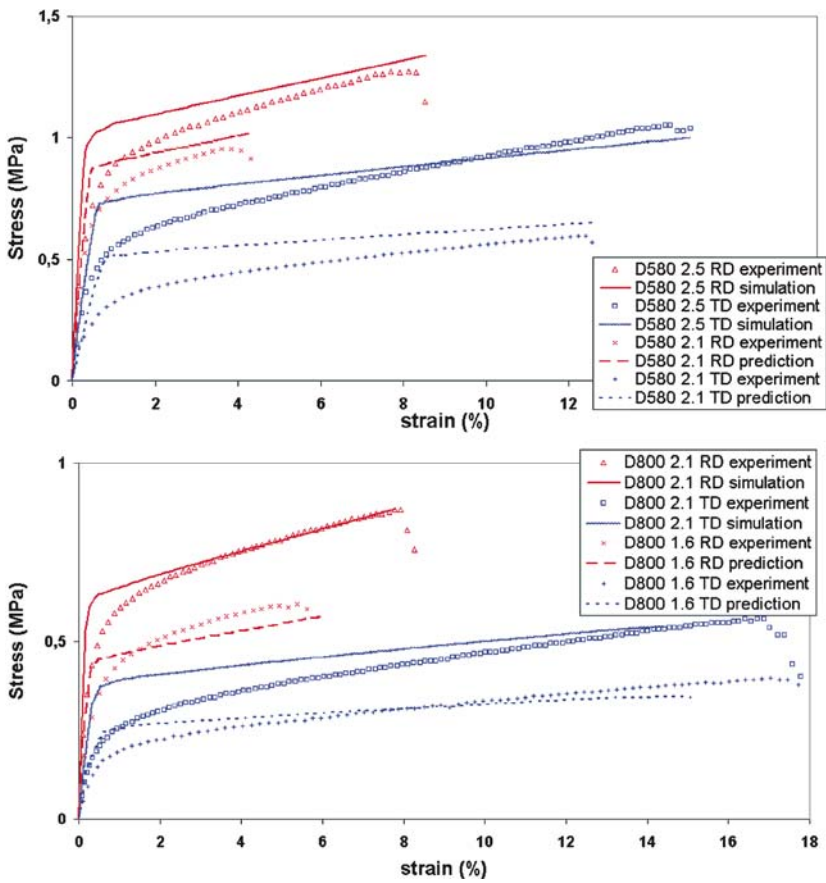 1,5
1
0,5
0
Stress (MPa)
0 2 4 6 8 10 12
strain (%)
D580 2.5 RD experiment
D580 2.5 RD simulation
D580 2.5 TD experiment
D580 2.5 TD simulation
D580 2.1 RD experiment
D580 2.1 RD prediction
D580 2.1 TD experiment
D580 2.1 TD prediction
1
0,5
0
Stress (MPa)
0 2 4 6 8 10 12 14 16 18
strain (%)
D800 2.1 RD experiment
D800 2.1 RD simulation
D800 2.1 TD experiment
D800 2.1 TD simulation
D800 1.6 RD experiment
D800 1.6 RD prediction
D800 1.6 TD experiment
D800 1.6 TD prediction